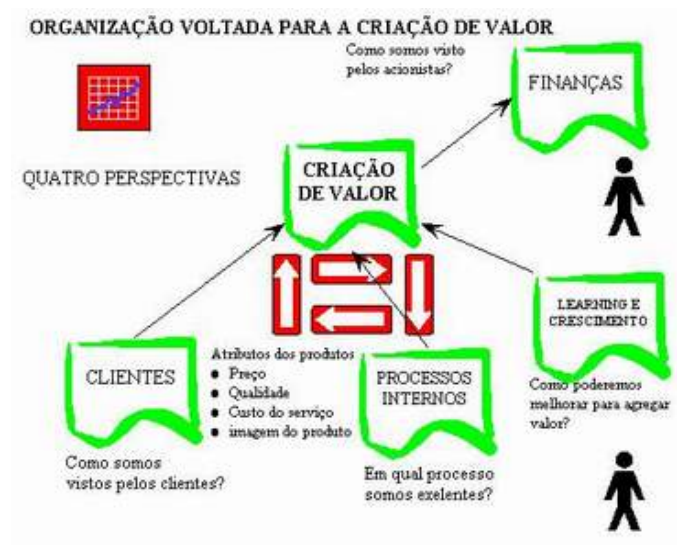 ORGANIZAÇÃO VOLTADA PARA A CRIAÇÃO DE VALOR
Como somos visto
pelos acionistas?
FINANÇAS
QUATRO PERSPECTIVAS
CRIAÇÃO
DE VALOR
LEARNING E
CRESCIMENTO
Como poderemos
melhorar para agregar
valor?
CLIENTES
Atributos dos produtos
● Preço
● Qualidade
● Custo do serviço
● imagem do produto
PROCESSOS
INTERNOS
Como somos
vistos pelos clientes?
Em qual processo
somos exelentes?